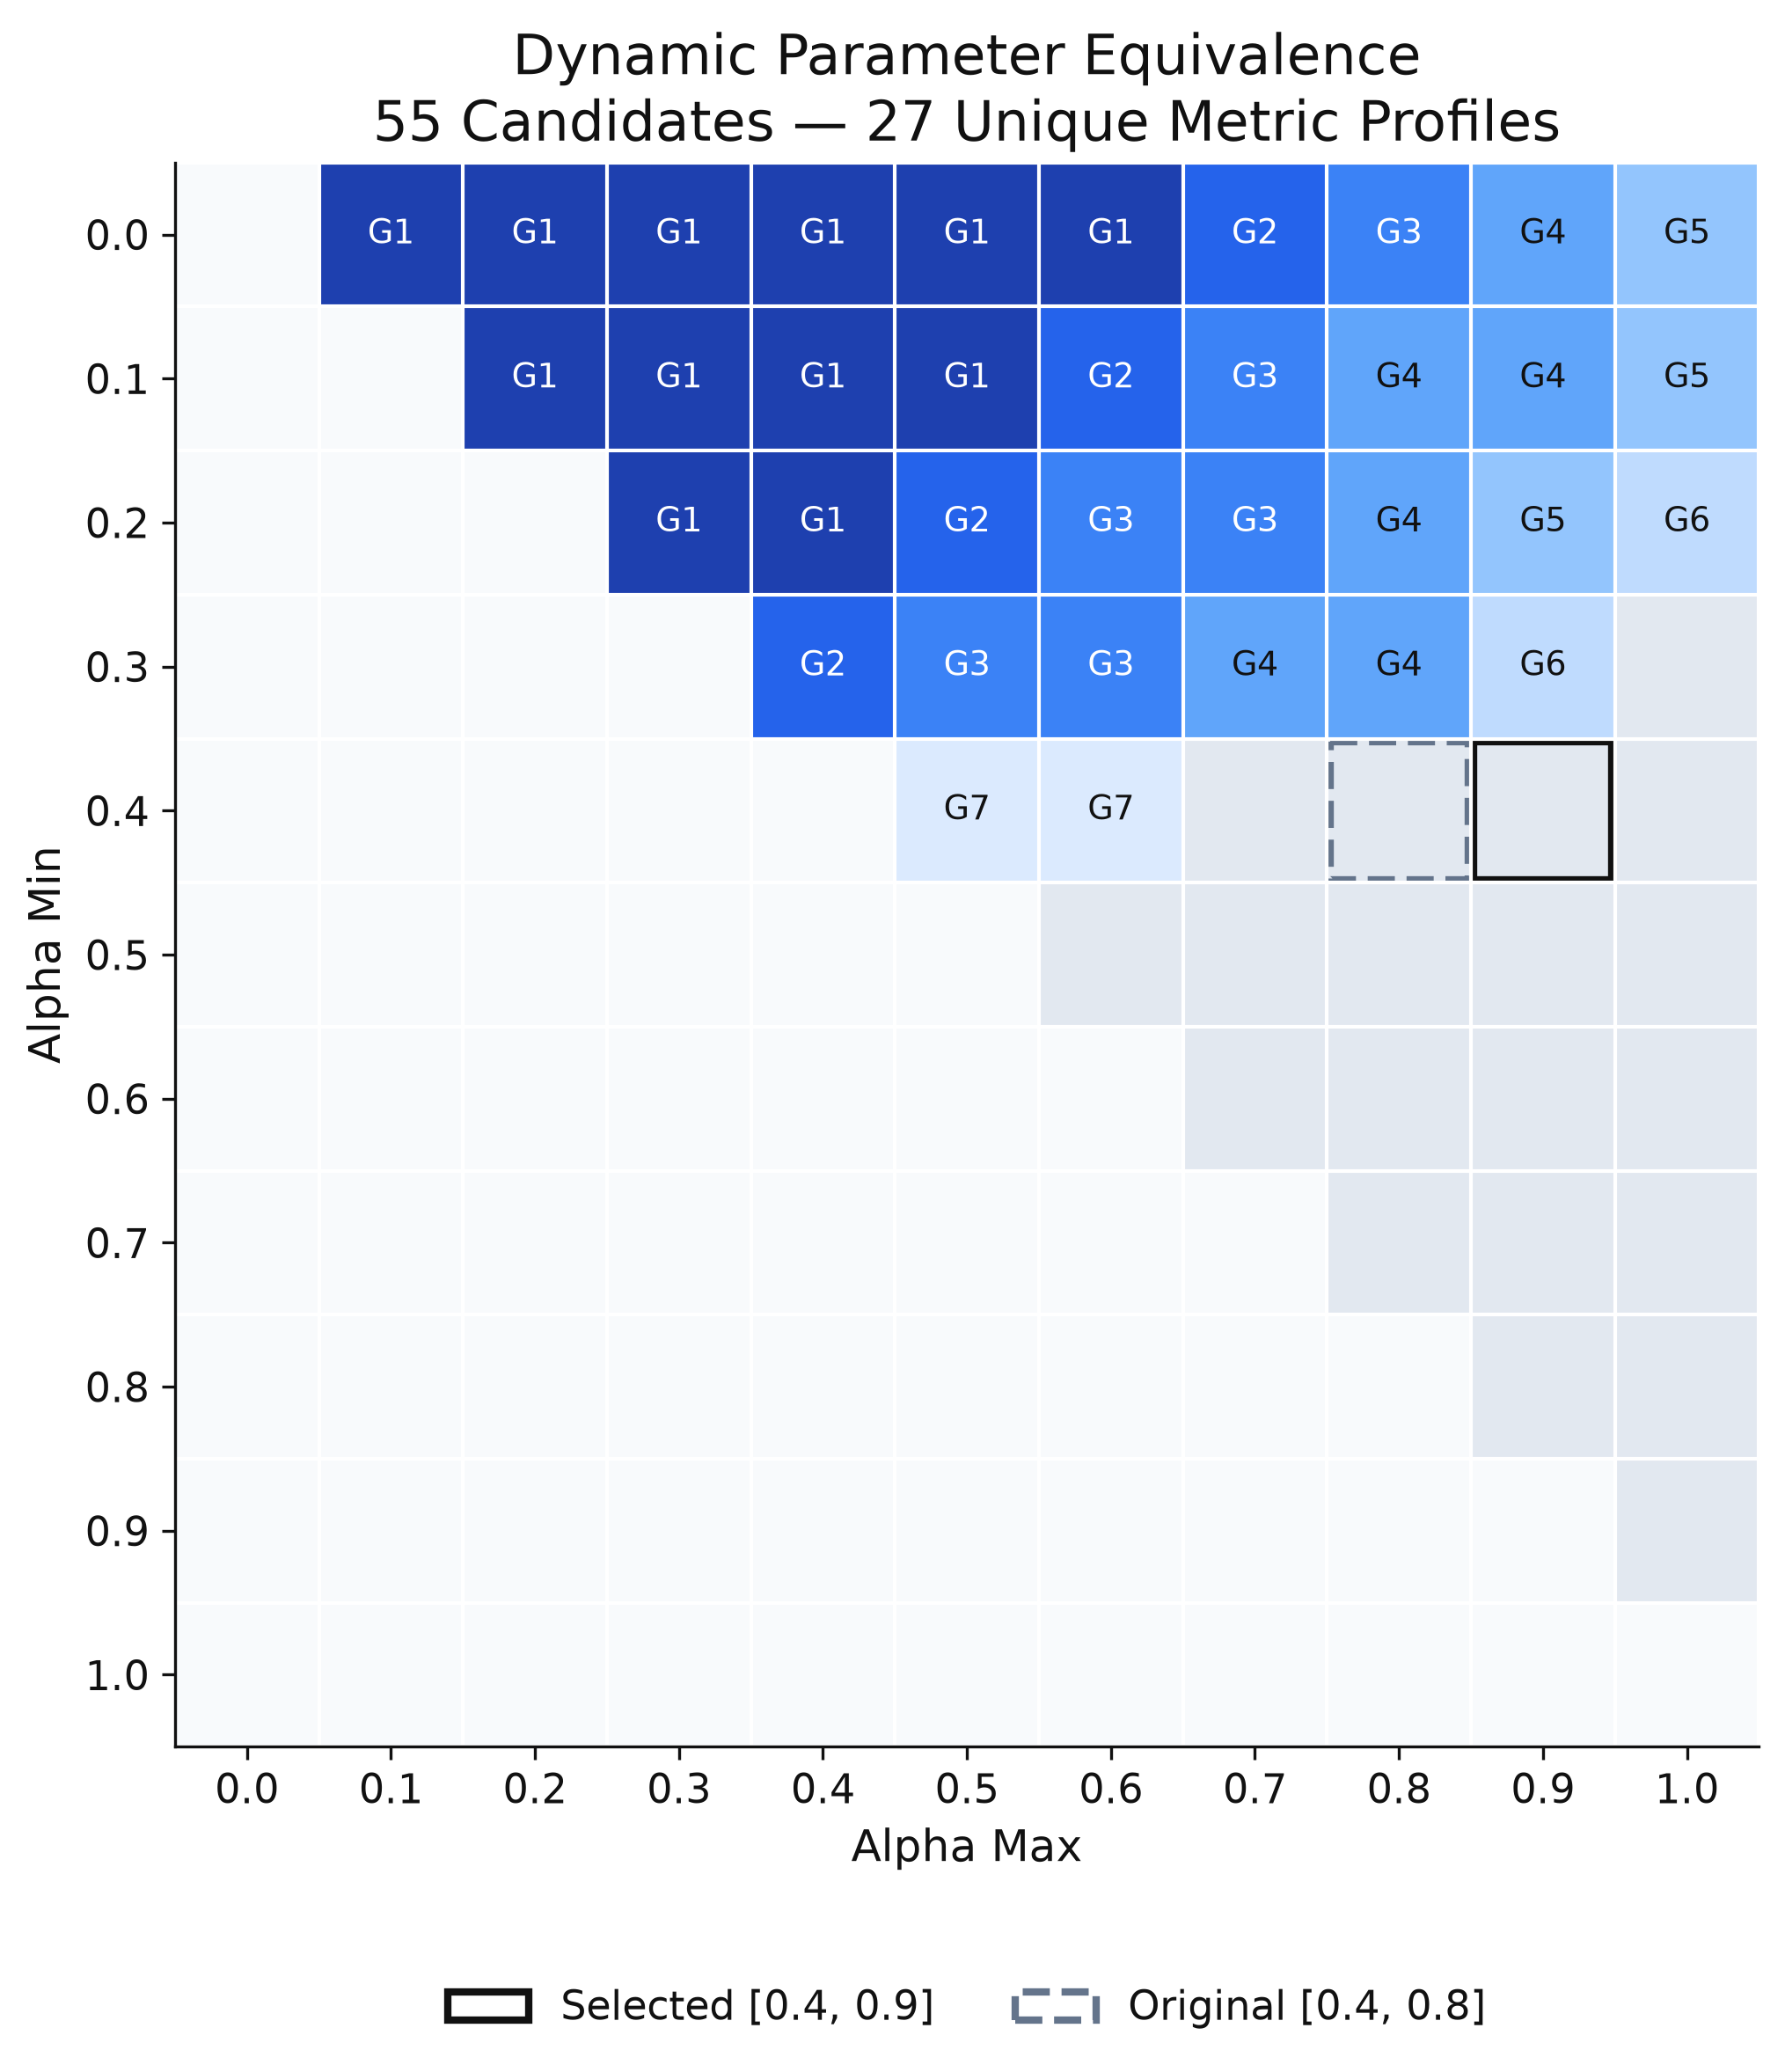 Dynamic Parameter Equivalence
55 Candidates — 27 Unique Metric Profiles
Alpha Min
0.0 G1 G1 G1 G1 G1 G1 G2 G3 G4 G5
0.1 G1 G1 G1 G1 G2 G3 G4 G4 G5
0.2 G1 G1 G2 G3 G3 G4 G5 G6
0.3 G2 G3 G3 G4 G4 G6
0.4 G7 G7
0.5
0.6
0.7
0.8
0.9
1.0
0.0 0.1 0.2 0.3 0.4 0.5 0.6 0.7 0.8 0.9 1.0
Alpha Max
Selected [0.4, 0.9] Original [0.4, 0.8]